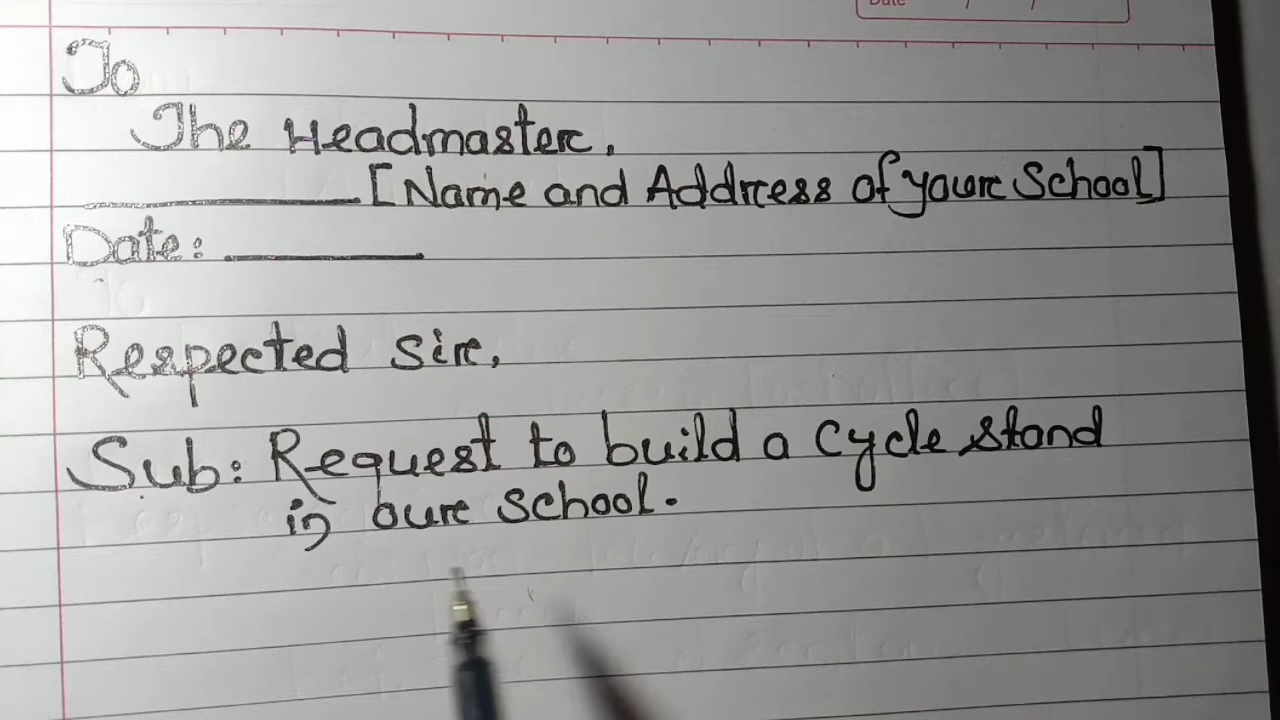 Date / /
To
The Headmaster,
[Name and Address of your School]
Date:
Respected Sir,
Sub: Request to build a Cycle stand
in our school.